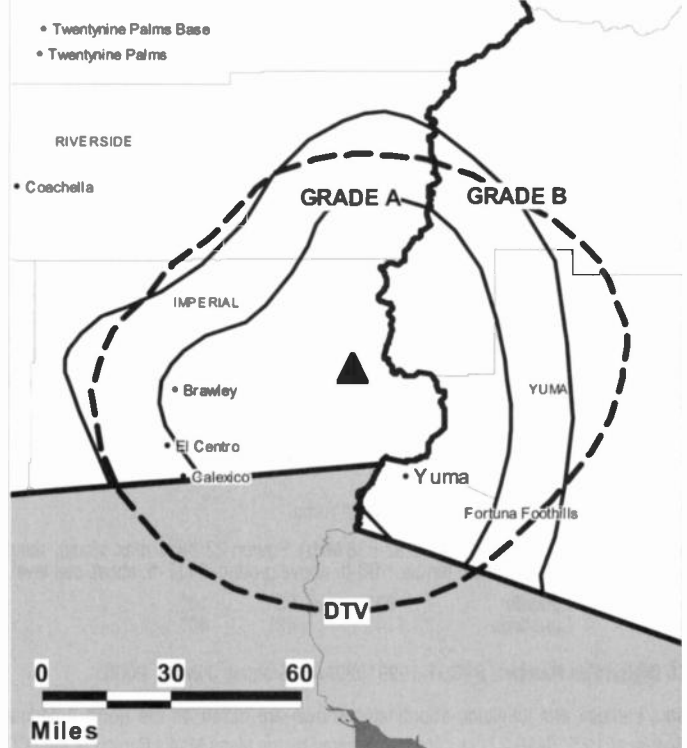 Twentynine Palms Base
Twentynine Palms
RIVERSIDE
Coachella
GRADE A
GRADE B
IMPERIAL
Brawley
YUMA
El Centro
Calexico
Yuma
Fortuna Foothills
DTV
0 30 60
Miles